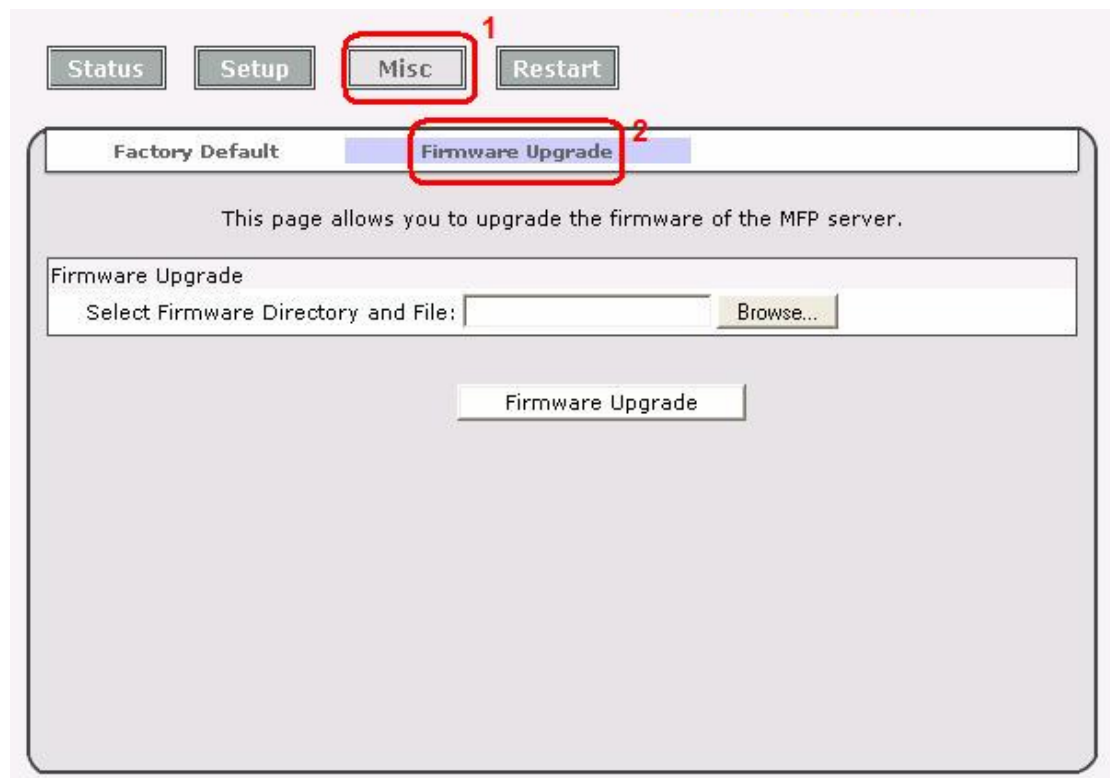 1
Status Setup Misc Restart
2
Factory Default Firmware Upgrade
This page allows you to upgrade the firmware of the MFP server.
Firmware Upgrade
Select Firmware Directory and File: Browse...
Firmware Upgrade